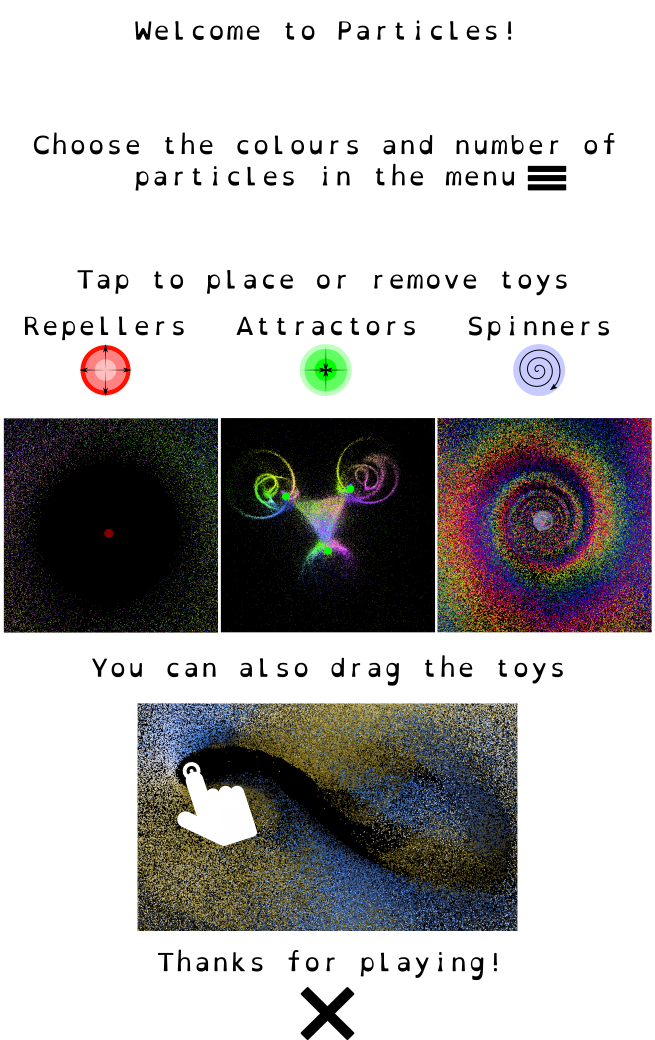 Welcome to Particles!
Choose the colours and number of
particles in the menu
Tap to place or remove toys
Repellers Attractors Spinners
You can also drag the toys
Thanks for playing!